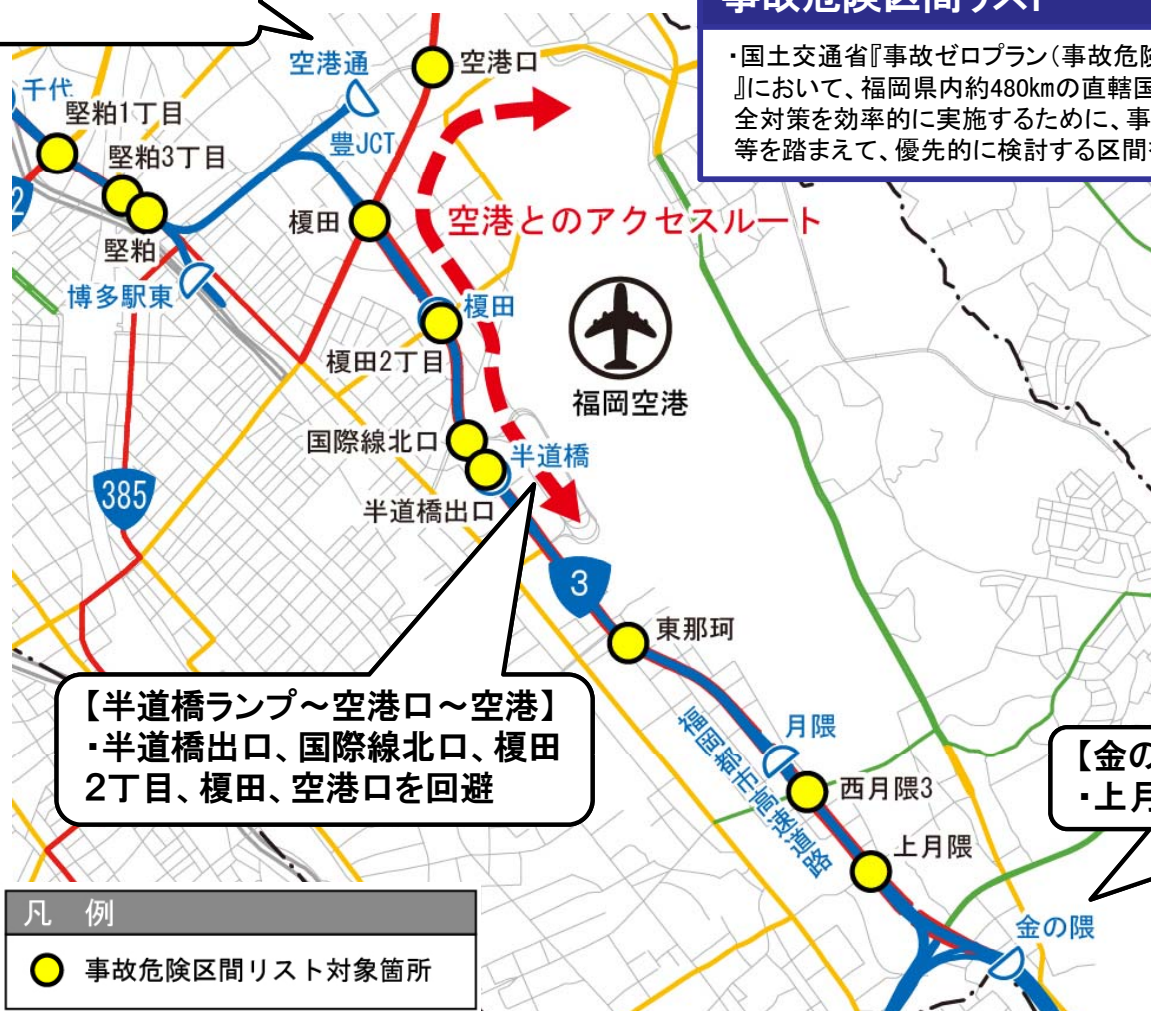 事故危険区間リスト
・国土交通省『事故ゼロプラン（事故危険
』において、福岡県内約480kmの直轄国
全対策を効率的に実施するために、事
等を踏まえて、優先的に検討する区間
空港通
空港口
千代
堅粕1丁目
豊JCT
堅粕3丁目
2
榎田
空港とのアクセスルート
堅粕
博多駅東
榎田
榎田2丁目
福岡空港
国際線北口
半道橋
385
半道橋出口
3
東那珂
【半道橋ランプ～空港口～空港】
・半道橋出口、国際線北口、榎田
2丁目、榎田、空港口を回避
月隈
福岡都市高速道路
西月隈3
【金の
・上月
上月隈
金の隈
凡 例
事故危険区間リスト対象箇所